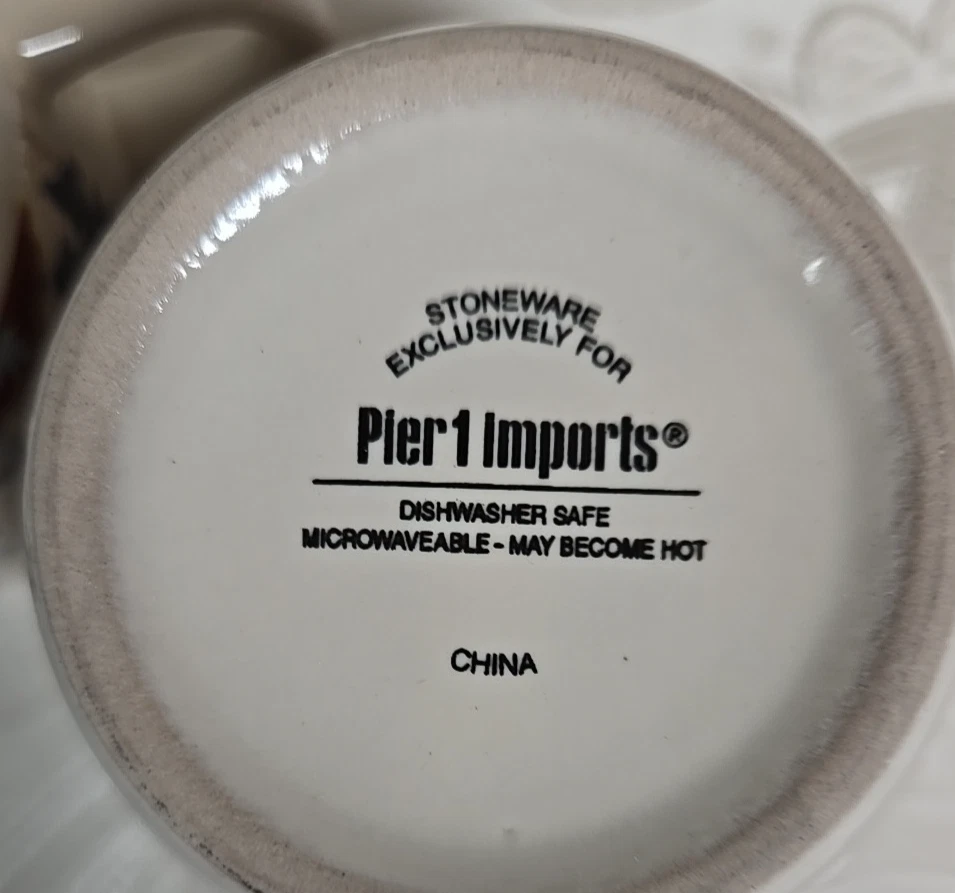 STONEWARE
EXCLUSIVELY FOR
Pier 1 Imports®
DISHWASHER SAFE
MICROWAVEABLE - MAY BECOME HOT
CHINA